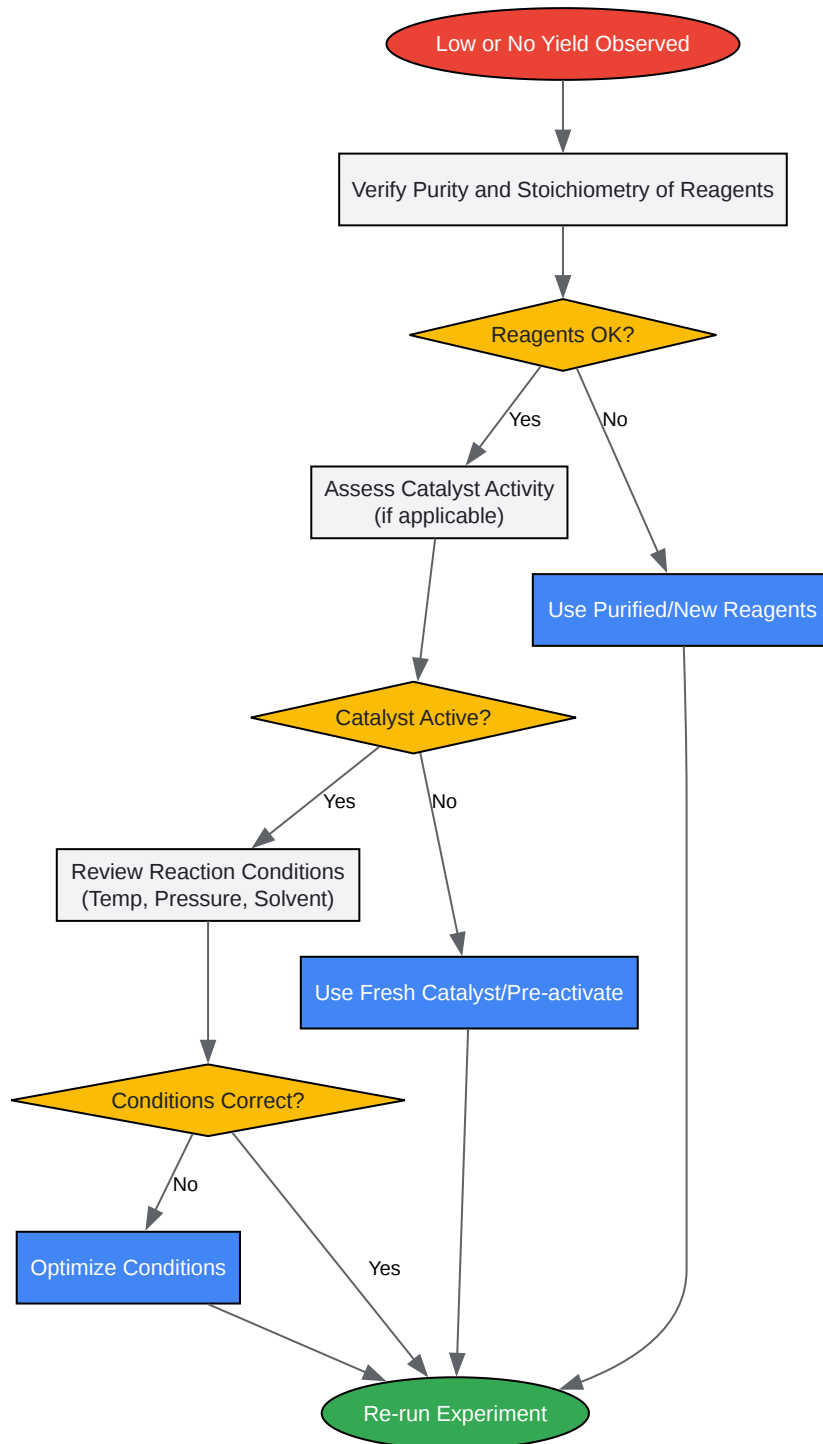 Low or No Yield Observed
Verify Purity and Stoichiometry of Reagents
Reagents OK?
Yes
No
Assess Catalyst Activity
(if applicable)
Use Purified/New Reagents
Catalyst Active?
Yes
No
Review Reaction Conditions
(Temp, Pressure, Solvent)
Use Fresh Catalyst/Pre-activate
Conditions Correct?
No
Yes
Optimize Conditions
Re-run Experiment